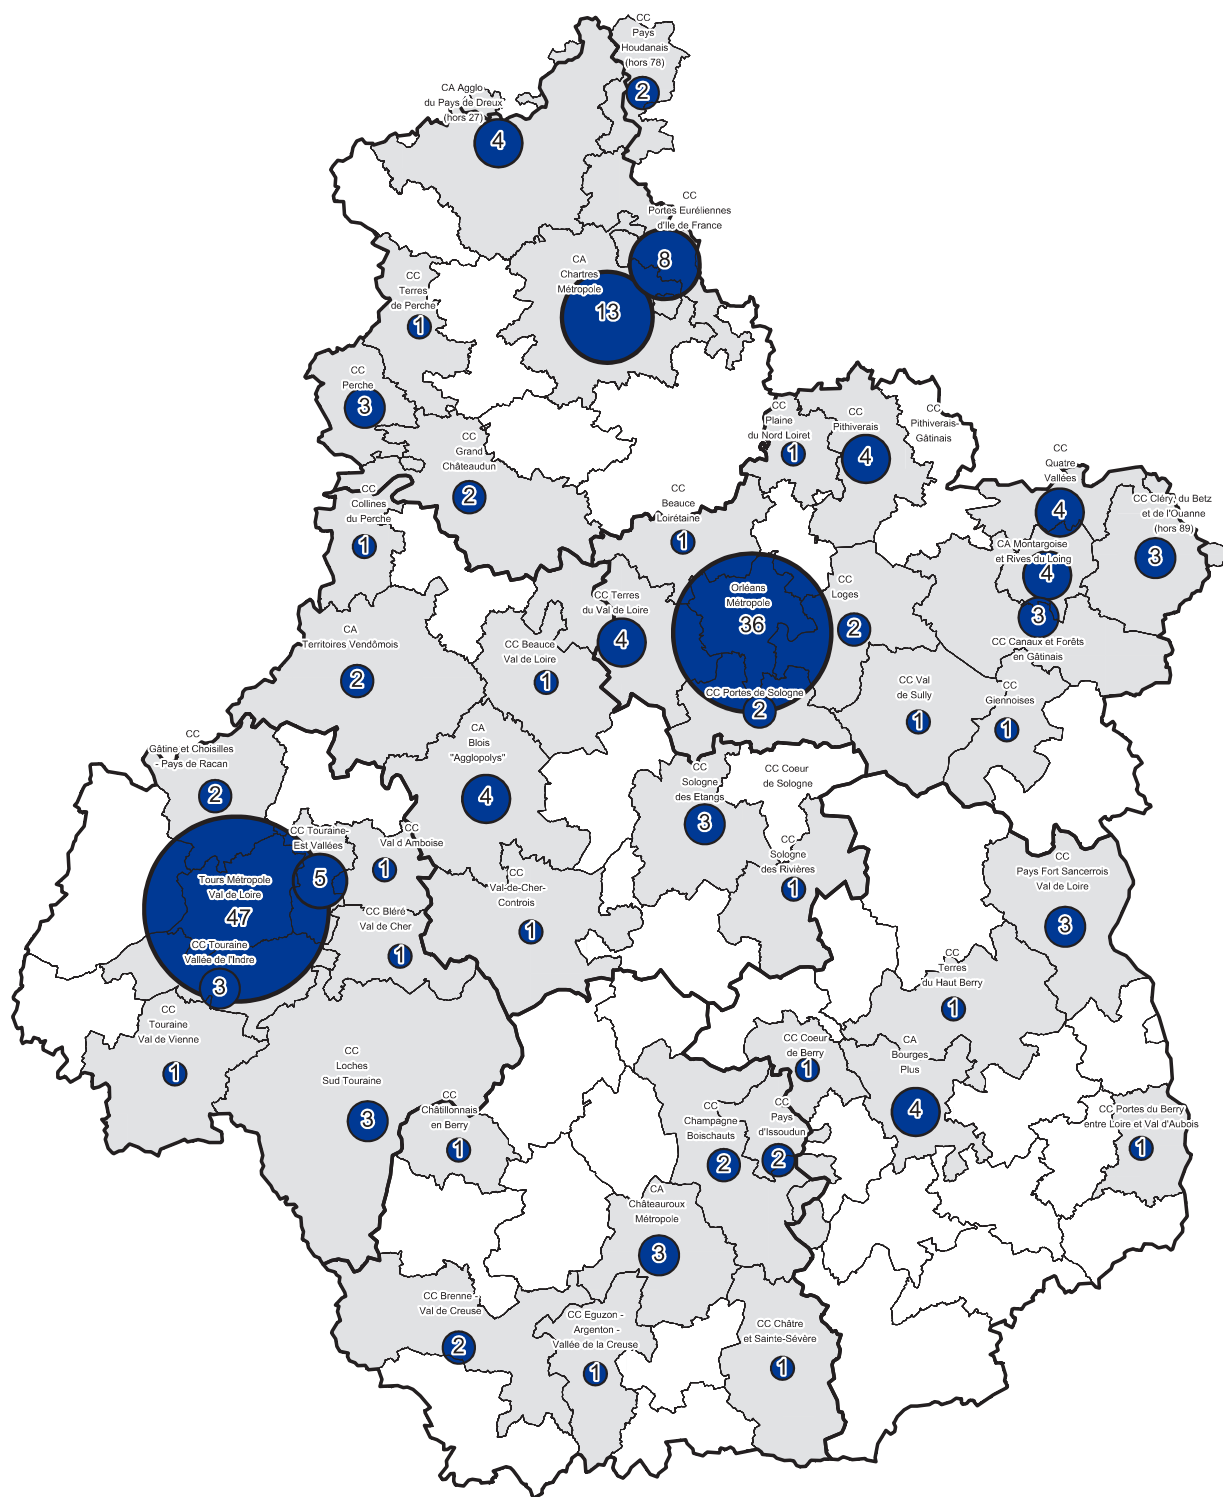 CC
Pays
Houdanais
(hors 78)
2
CA Agglo
du Pays de Dreux
(hors 27)
4
CC
Portes Euréliennes
d'Ile de France
8
CA
Chartres
Métropole
13
CC
Terres
de Perche
1
CC
Perche
3
CC
Grand
Châteaudun
2
CC
Plaine
du Nord Loiret
1
CC
Pithiverais
4
CC
Pithiverais-
Gâtinais
CC
Quatre
Vallées
4
CC Cléry, du Betz
et de l'Ouanne
(hors 89)
3
CC
Collines
du Perche
1
CC
Beauce
Loirétaine
1
CA Montargoise
et Rives du Loing
4
Orléans
Métropole
36
CC
Loges
2
CC Terres
du Val de Loire
4
3
CC Canaux et Forêts
en Gâtinais
CA
Territoires Vendômois
2
CC Beauce
Val de Loire
1
CC Portes de Sologne
2
CC Val
de Sully
1
CC
Giennoises
1
CC
Gâtine et Choisilles
- Pays de Racan
2
CA
Blois
"Agglopolys"
4
CC
Sologne
des Etangs
3
CC Coeur
de Sologne
CC Touraine-
Est Vallées
5
CC
Val d'Amboise
1
CC
Sologne
des Rivières
1
CC
Pays Fort Sancerrois
Val de Loire
3
Tours Métropole
Val de Loire
47
CC
Val-de-Cher-
Controis
1
CC Bléré
Val de Cher
1
CC Touraine
Vallée de l'Indre
3
CC
Terres
du Haut Berry
1
CC
Touraine
Val de Vienne
1
CC
Loches
Sud Touraine
3
CC Coeur
de Berry
1
CA
Bourges
Plus
4
CC
Châtillonnais
en Berry
1
CC
Champagne
Boischauts
2
CC
Pays
d'Issoudun
2
CC Portes du Berry
entre Loire et Val d'Aubois
1
CA
Châteauroux
Métropole
3
CC Brenne -
Val de Creuse
2
CC Eguzon -
Argenton -
Vallée de la Creuse
1
CC Châtre
et Sainte-Sévère
1